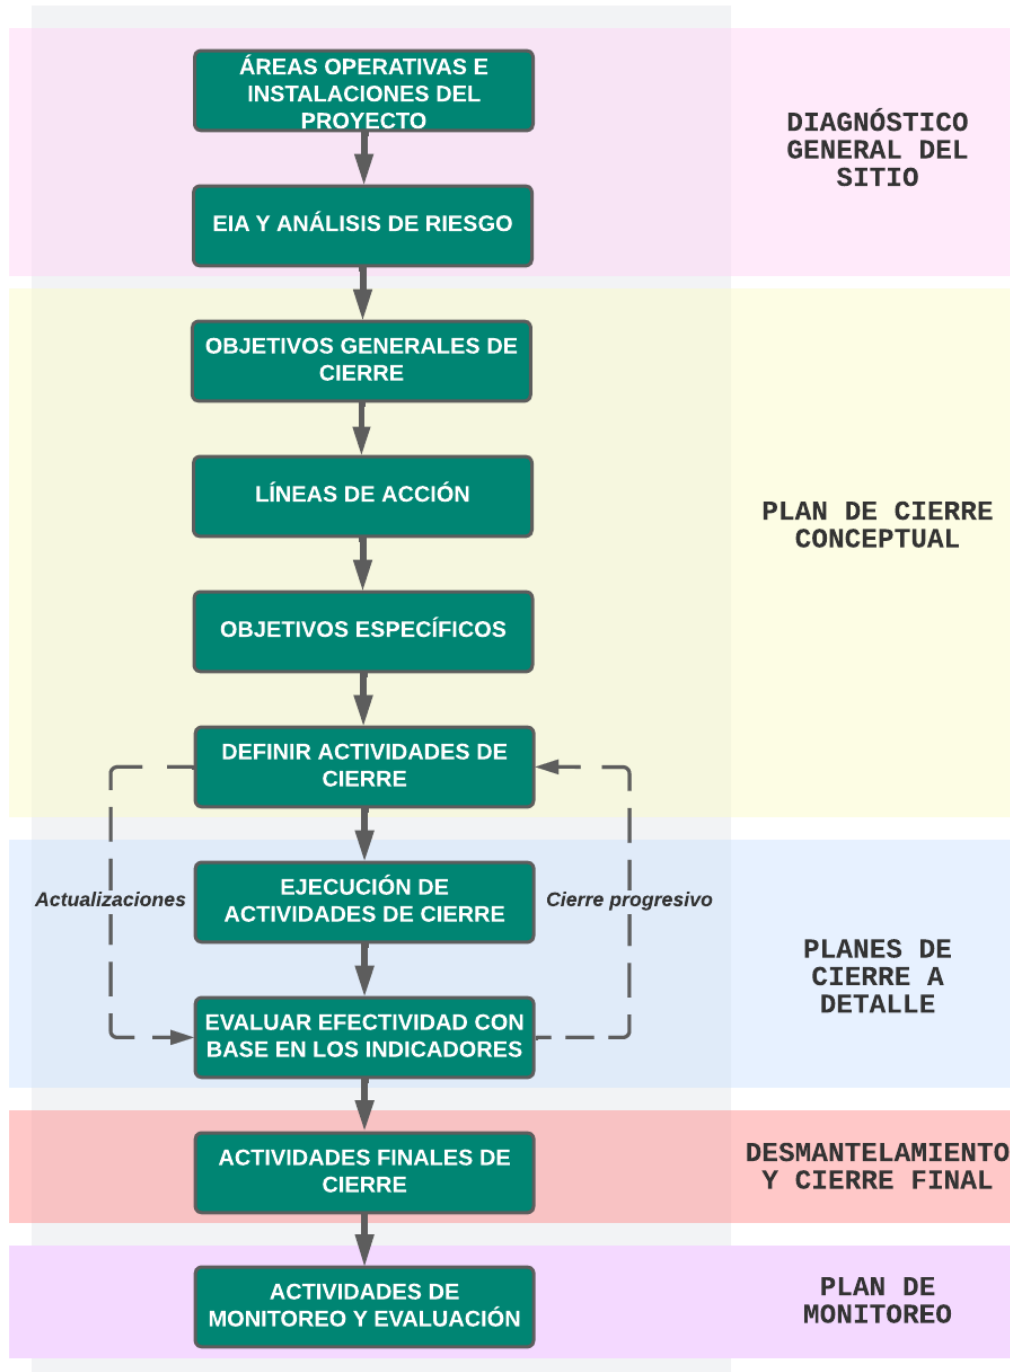 ÁREAS OPERATIVAS E
INSTALACIONES DEL
PROYECTO
DIAGNÓSTICO
GENERAL DEL
SITIO
EIA Y ANÁLISIS DE RIESGO
OBJETIVOS GENERALES DE
CIERRE
LÍNEAS DE ACCIÓN
PLAN DE CIERRE
CONCEPTUAL
OBJETIVOS ESPECÍFICOS
DEFINIR ACTIVIDADES DE
CIERRE
EJECUCIÓN DE
ACTIVIDADES DE CIERRE
Actualizaciones
Cierre progresivo
PLANES DE
CIERRE A
DETALLE
EVALUAR EFECTIVIDAD CON
BASE EN LOS INDICADORES
ACTIVIDADES FINALES DE
CIERRE
DESMANTELAMIENTO
Y CIERRE FINAL
ACTIVIDADES DE
MONITOREO Y EVALUACIÓN
PLAN DE
MONITOREO